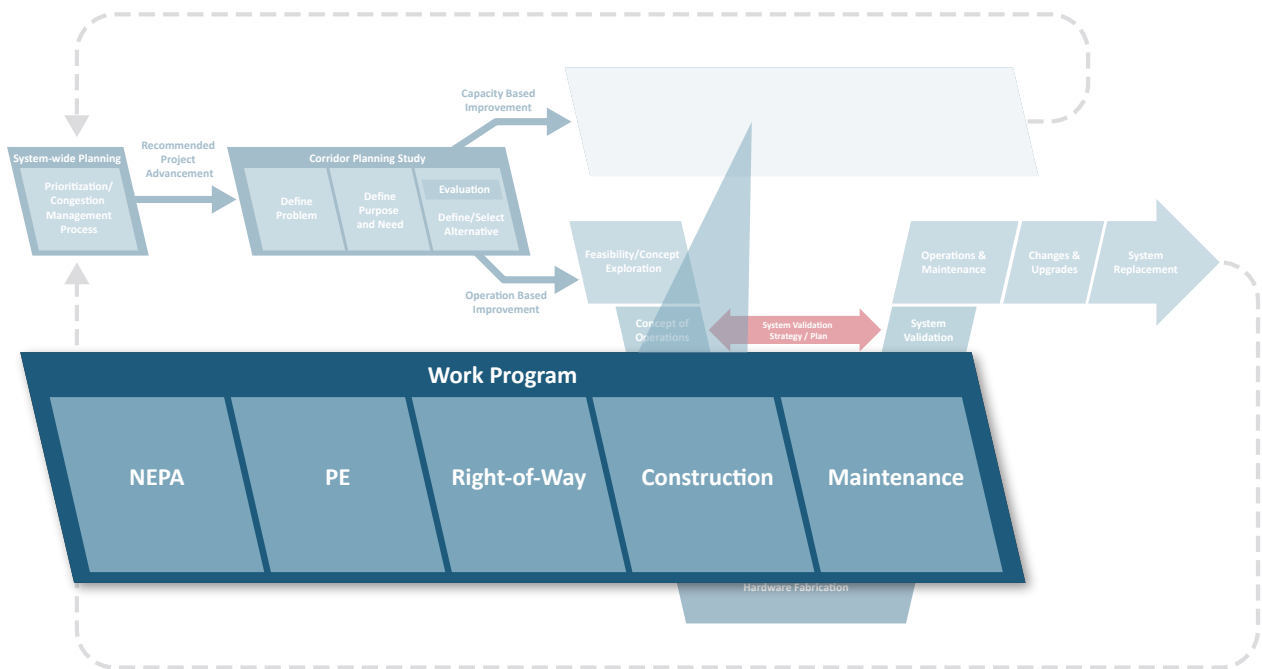 Capacity Based
Improvement
Recommended
Project
Advancement
System-wide Planning
Prioritization/
Congestion
Management
Process
Corridor Planning Study
Define
Problem
Define
Purpose
and Need
Evaluation
Define/Select
Alternative
Operation Based
Improvement
Feasibility/Concept
Exploration
Concept of
Operations
System Validation
Strategy / Plan
System
Validation
Operations &
Maintenance
Changes &
Upgrades
System
Replacement
Work Program
NEPA
PE
Right-of-Way
Construction
Maintenance
Hardware Fabrication